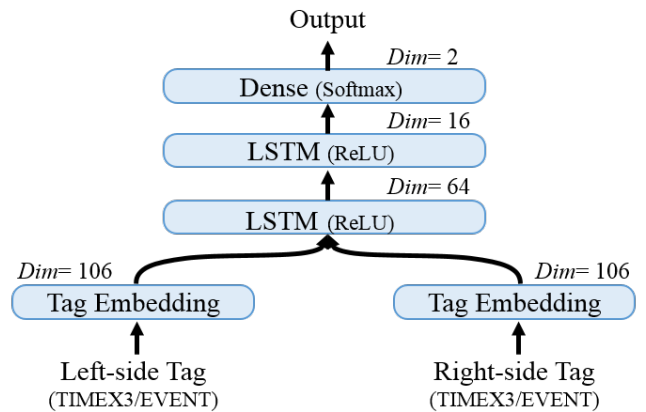 Output
Dim= 2
Dense (Softmax)
Dim= 16
LSTM (ReLU)
Dim= 64
LSTM (ReLU)
Dim= 106
Dim= 106
Tag Embedding
Tag Embedding
Left-side Tag
(TIMEX3/EVENT)
Right-side Tag
(TIMEX3/EVENT)